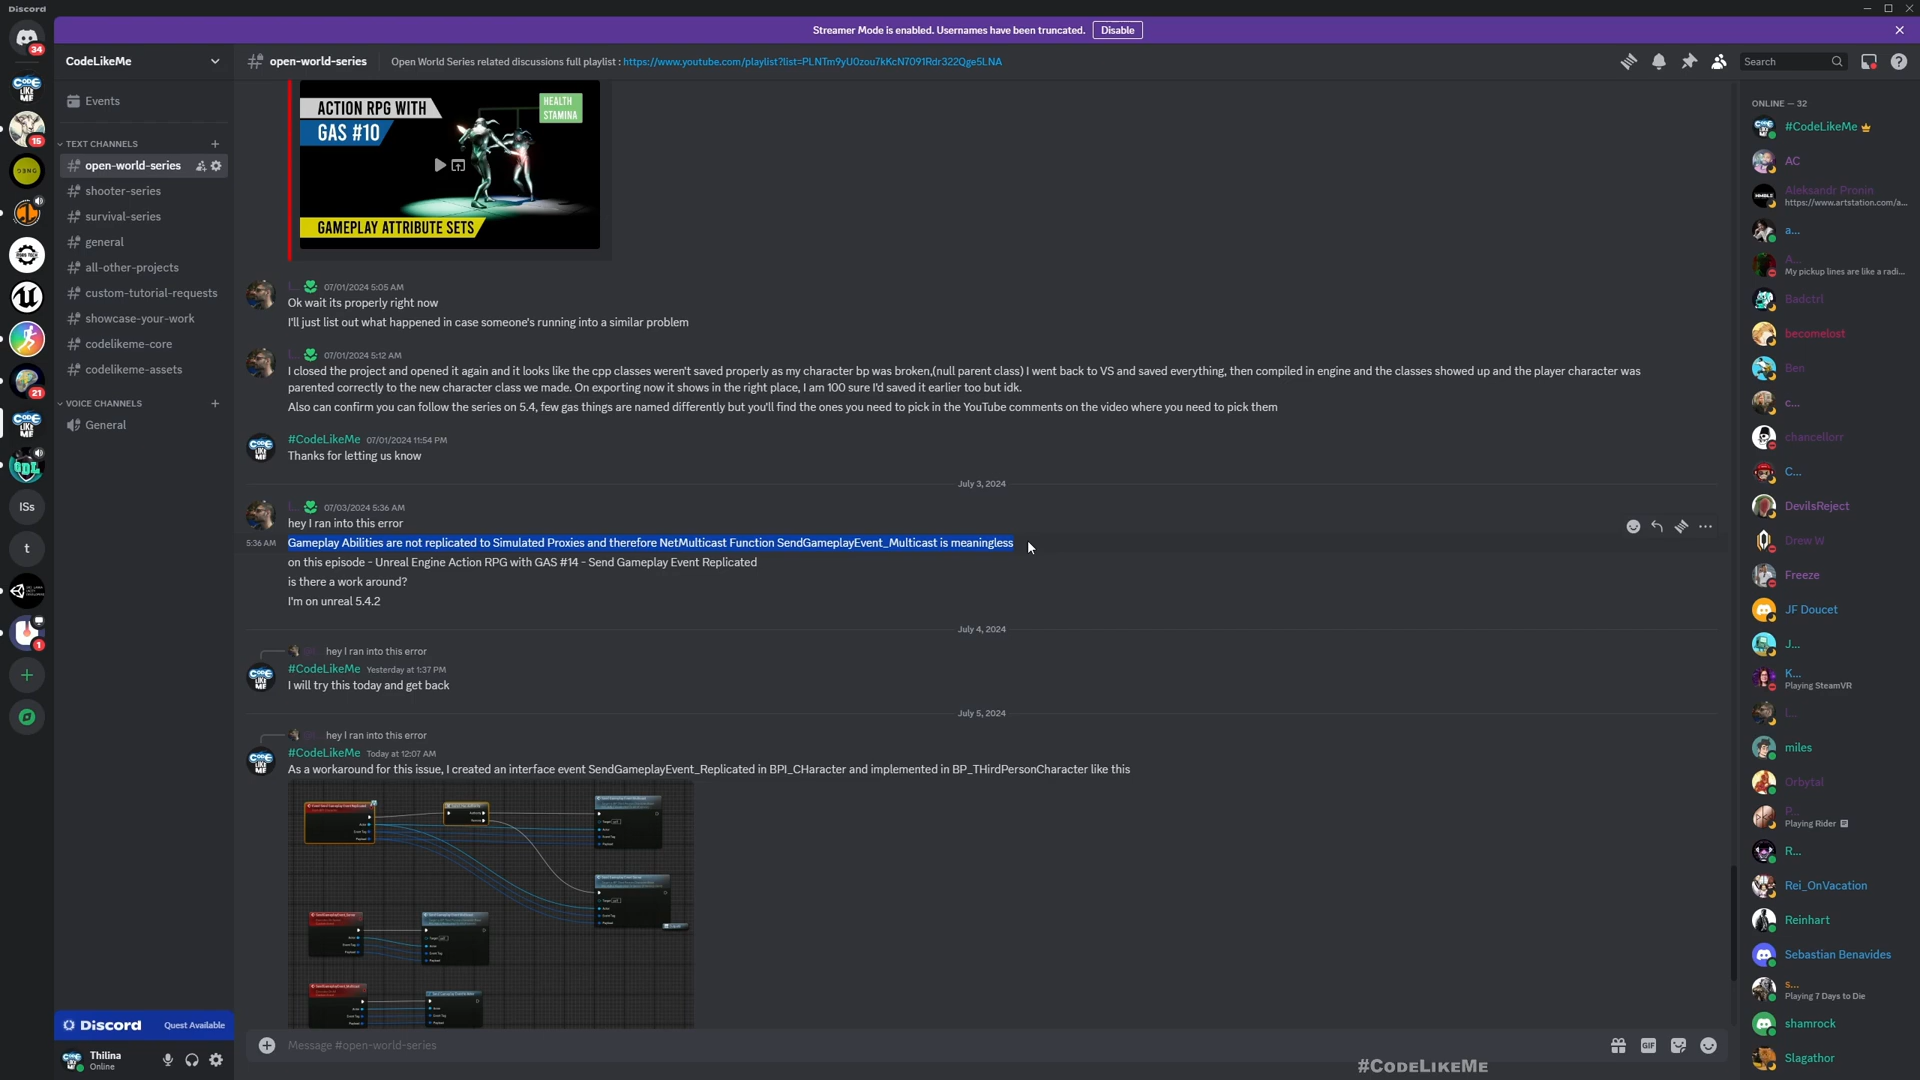 Discord
Streamer Mode is enabled. Usernames have been truncated.
Disable
34
15
21
1
ISs
t
CodeLikeMe
Events
TEXT CHANNELS
open-world-series
shooter-series
survival-series
general
all-other-projects
custom-tutorial-requests
showcase-your-work
codelikeme-core
codelikeme-assets
VOICE CHANNELS
General
Discord
Quest Available
Thilina
Online
open-world-series
Open World Series related discussions full playlist : https://www.youtube.com/playlist?list=PLNTm9yU0zou7kKcN7091Rdr322Qge5LNA
Search
ACTION RPG WITH
GAS #10
HEALTH
STAMINA
GAMEPLAY ATTRIBUTE SETS
07/01/2024 5:05 AM
Ok wait its properly right now
I'll just list out what happened in case someone's running into a similar problem
07/01/2024 5:12 AM
I closed the project and opened it again and it looks like the cpp classes weren't saved properly as my character bp was broken,(null parent class) I went back to VS and saved everything, then compiled in engine and the classes showed up and the player character was
parented correctly to the new character class we made. On exporting now it shows in the right place, I am 100 sure I'd saved it earlier too but idk.
Also can confirm you can follow the series on 5.4, few gas things are named differently but you'll find the ones you need to pick in the YouTube comments on the video where you need to pick them
#CodeLikeMe 07/01/2024 11:54 PM
Thanks for letting us know
July 3, 2024
07/03/2024 5:36 AM
hey I ran into this error
5:36 AM
Gameplay Abilities are not replicated to Simulated Proxies and therefore NetMulticast Function SendGameplayEvent_Multicast is meaningless
on this episode - Unreal Engine Action RPG with GAS #14 - Send Gameplay Event Replicated
is there a work around?
I'm on unreal 5.4.2
July 4, 2024
hey I ran into this error
#CodeLikeMe Yesterday at 1:37 PM
I will try this today and get back
July 5, 2024
hey I ran into this error
#CodeLikeMe Today at 12:07 AM
As a workaround for this issue, I created an interface event SendGameplayEvent_Replicated in BPI_CHaracter and implemented in BP_THirdPersonCharacter like this
Message #open-world-series
GIF
#CodeLikeMe
ONLINE — 32
#CodeLikeMe
AC
Aleksandr Pronin
https://www.artstation.com/a...
a...
A...
My pickup lines are like a radi...
Badctrl
becomelost
Ben
c...
chancellorr
C...
DevilsReject
Drew W
Freeze
JF Doucet
J...
K...
Playing SteamVR
L...
miles
Orbytal
P...
Playing Rider
R...
Rei_OnVacation
Reinhart
Sebastian Benavides
s...
Playing 7 Days to Die
shamrock
Slagathor